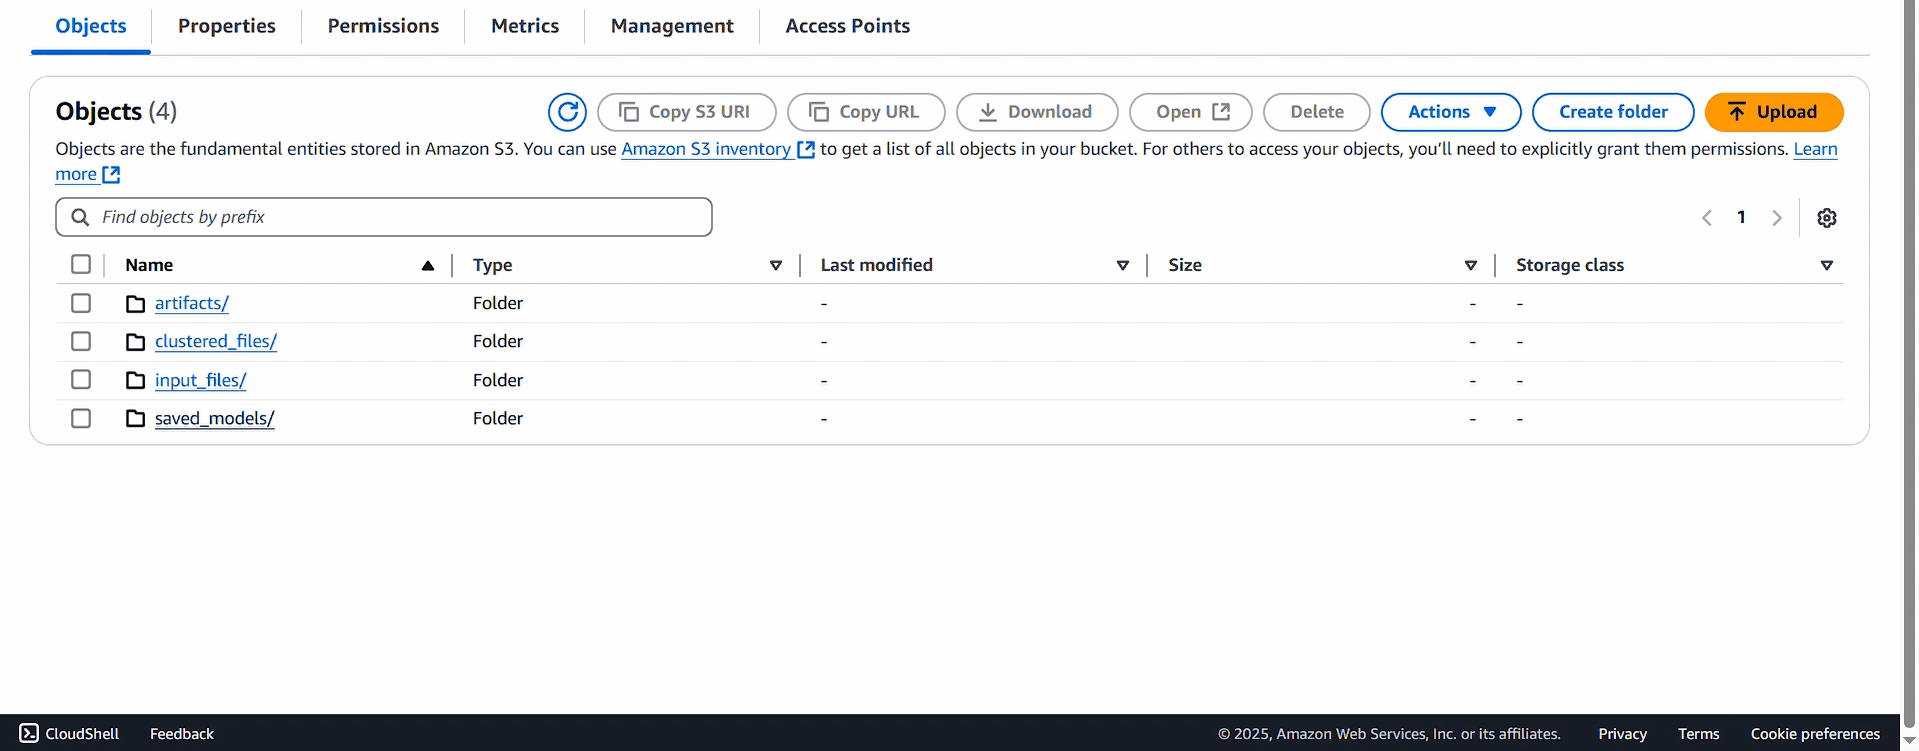 Objects Properties Permissions Metrics Management Access Points
Objects (4) Copy S3 URI Copy URL Download Open Delete Actions Create folder Upload
Objects are the fundamental entities stored in Amazon S3. You can use Amazon S3 inventory to get a list of all objects in your bucket. For others to access your objects, you'll need to explicitly grant them permissions. Learn
more
Find objects by prefix 1
Name Type Last modified Size Storage class
artifacts/ Folder - - -
clustered_files/ Folder - - -
input_files/ Folder - - -
saved_models/ Folder - - -
CloudShell Feedback © 2025, Amazon Web Services, Inc. or its affiliates. Privacy Terms Cookie preferences